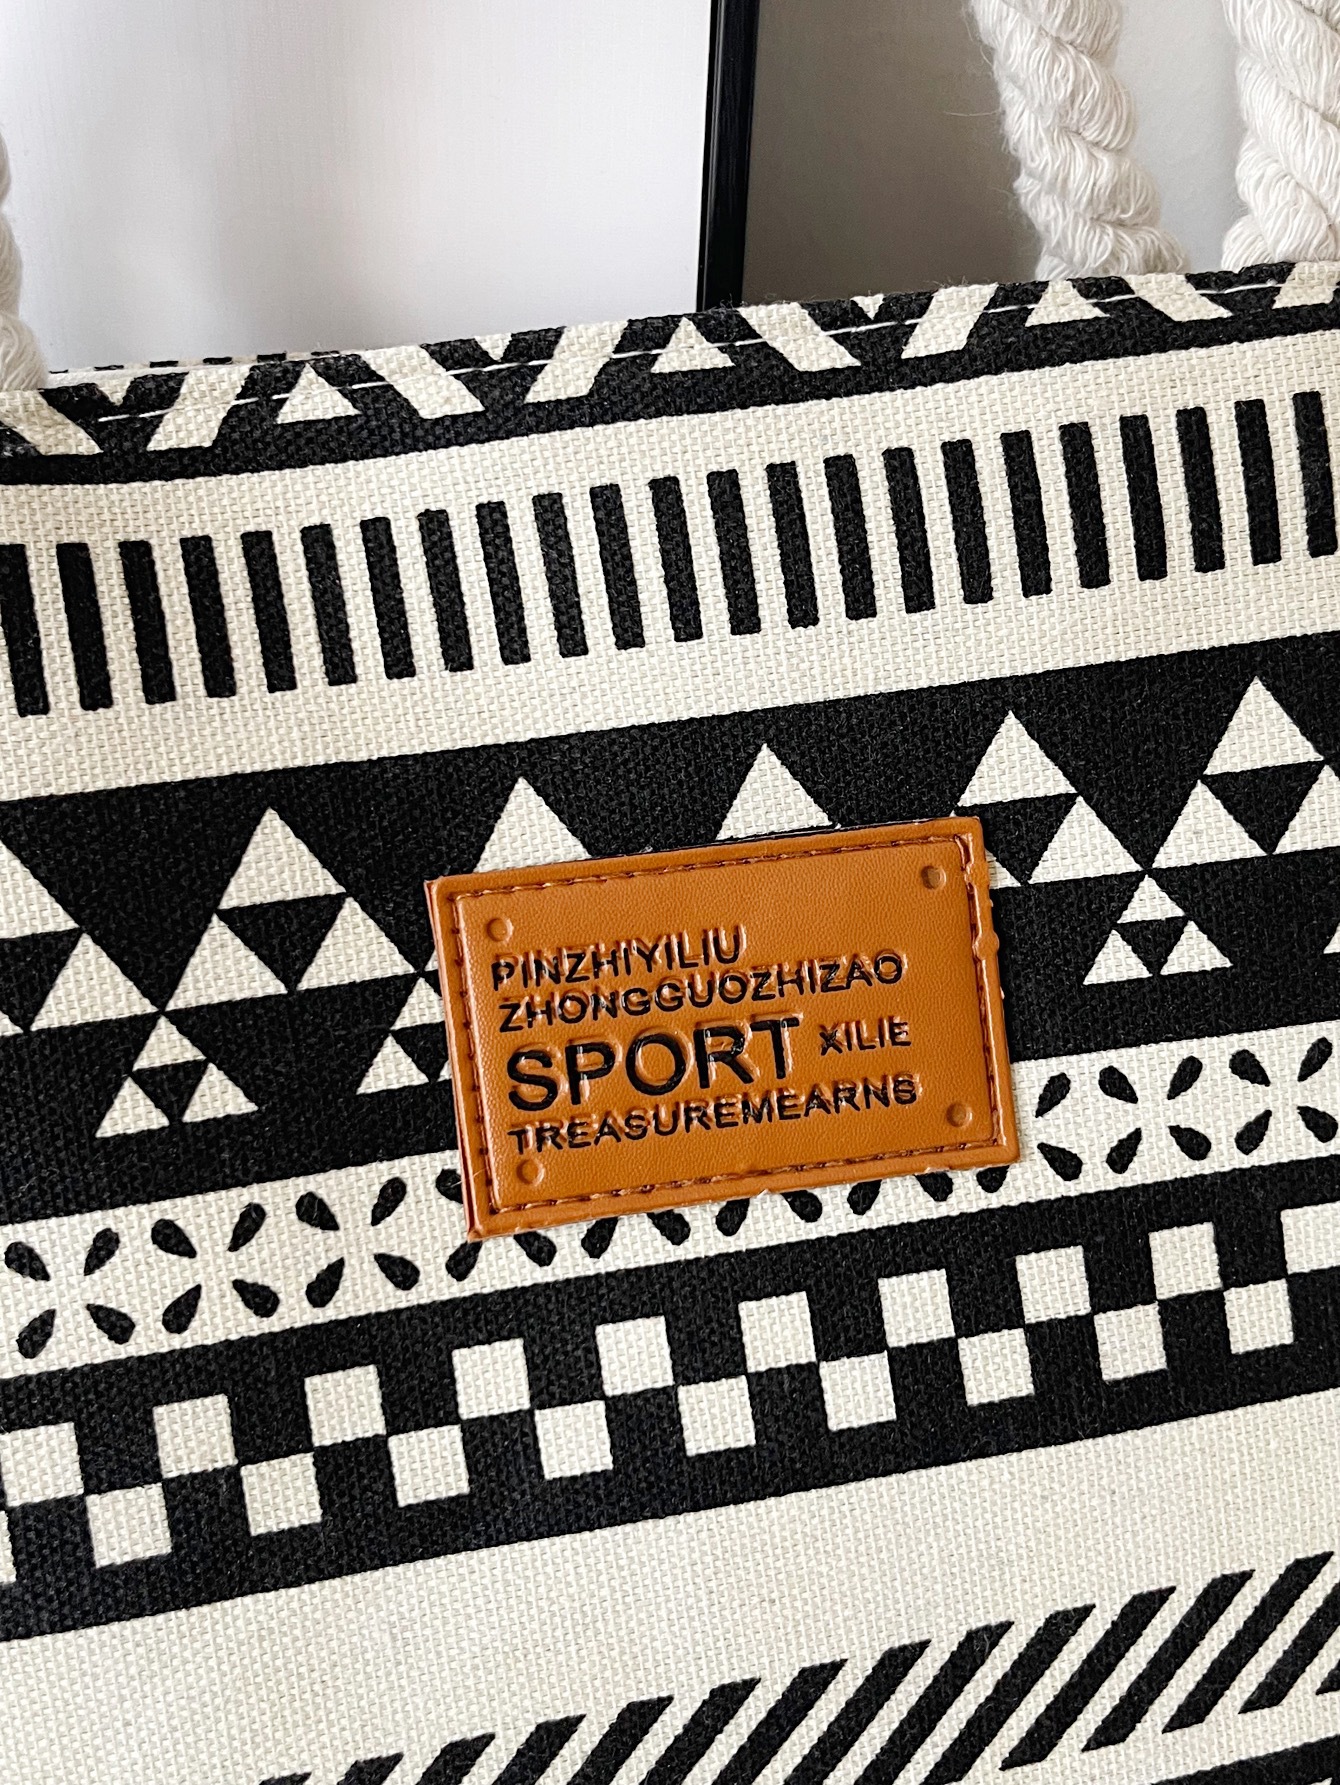 PINZHIYILIU
ZHONGGUOZHIZAO
SPORT XILIE
TREASUREMEARNS